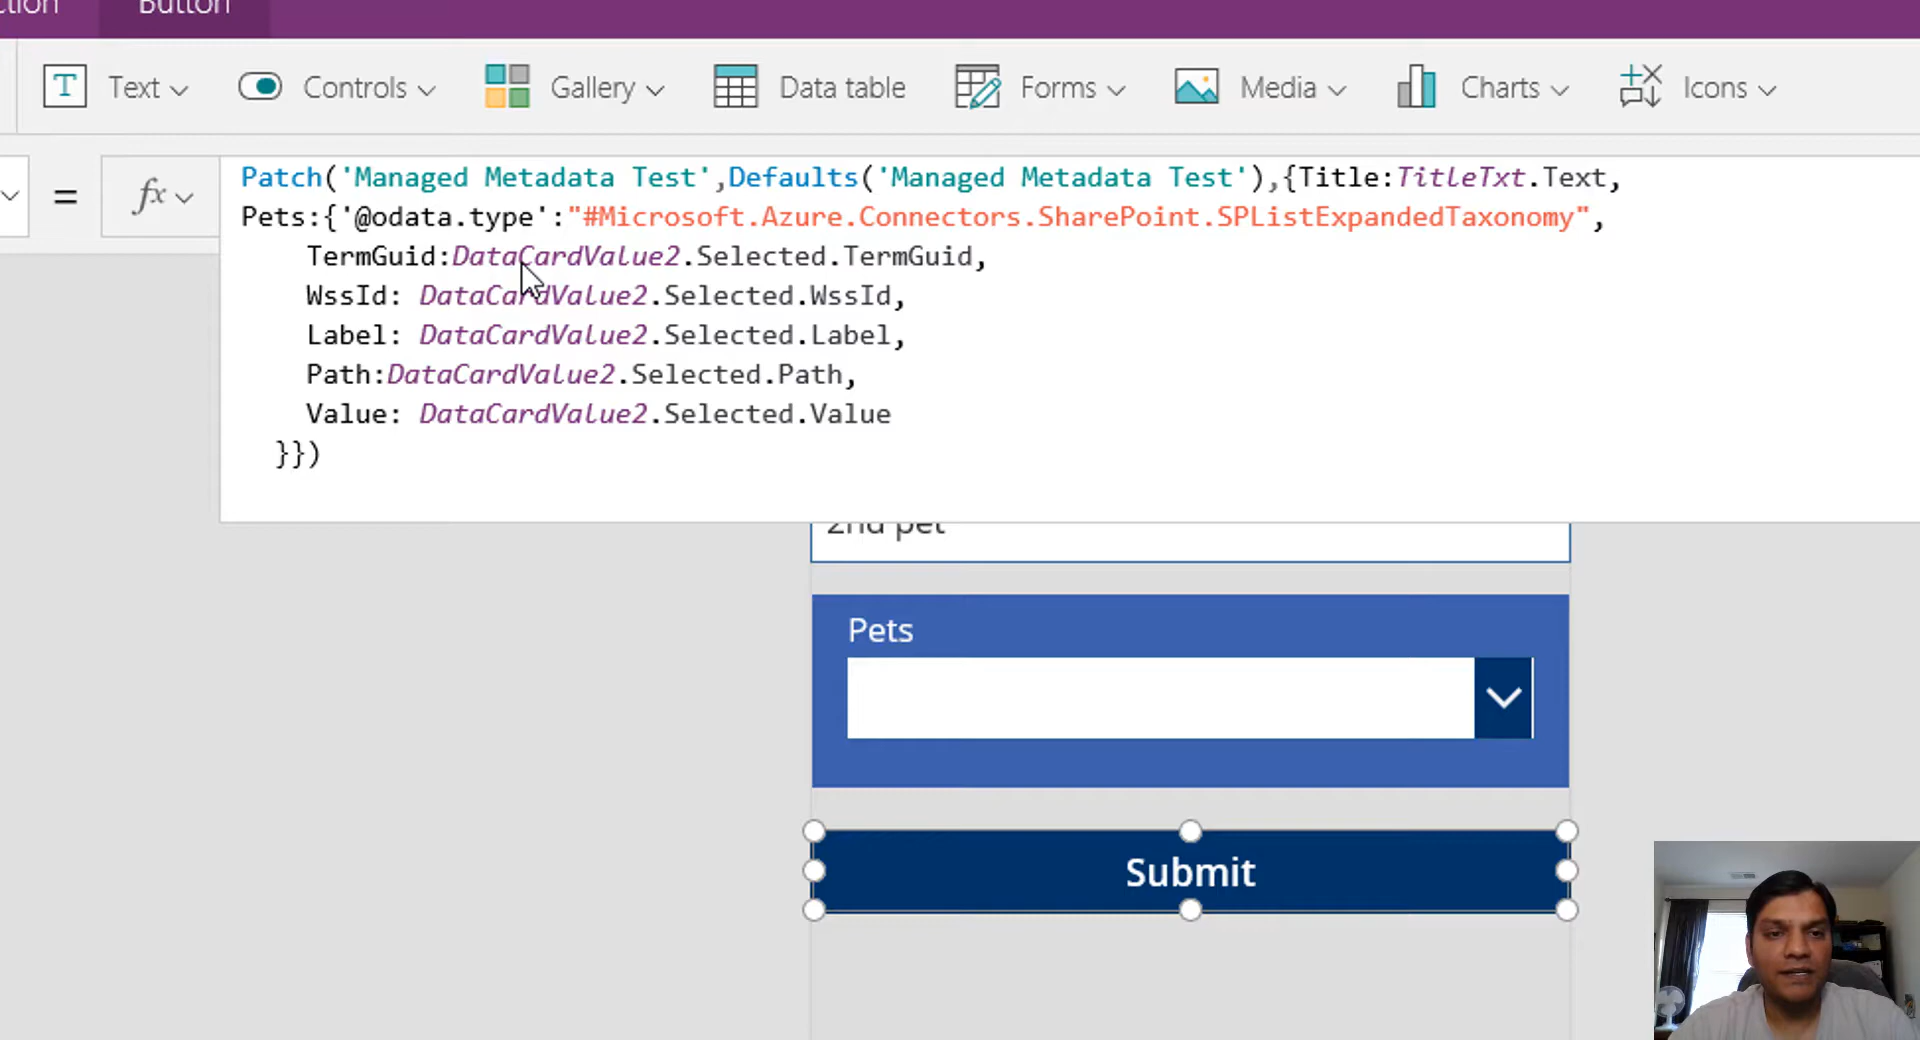 Button
Text Controls Gallery Data table Forms Media Charts Icons
= fx
Patch('Managed Metadata Test',Defaults('Managed Metadata Test'),{Title:TitleTxt.Text,
Pets:{'@odata.type':"#Microsoft.Azure.Connectors.SharePoint.SPListExpandedTaxonomy",
TermGuid:DataCardValue2.Selected.TermGuid,
WssId: DataCardValue2.Selected.WssId,
Label: DataCardValue2.Selected.Label,
Path:DataCardValue2.Selected.Path,
Value: DataCardValue2.Selected.Value
}})
2nd pet
Pets
Submit